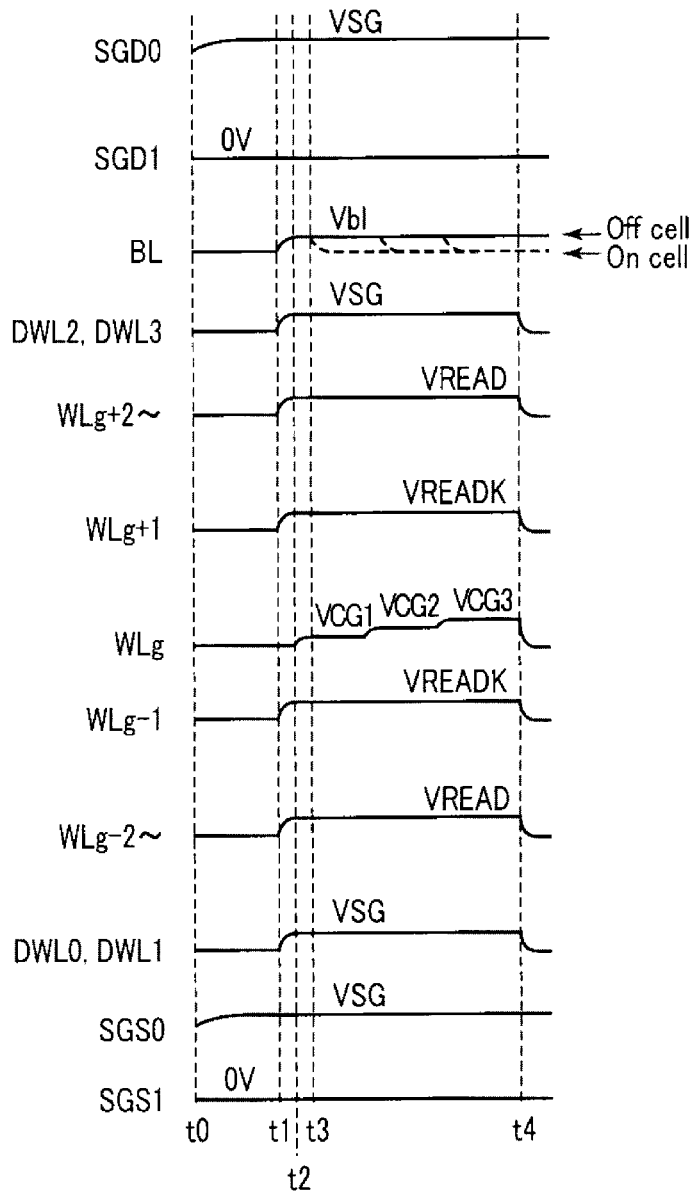 VSG
SGD0
0V
SGD1
Vbl
Off cell
BL
On cell
VSG
DWL2, DWL3
VREAD
WLg+2~
VREADK
WLg+1
VCG1 VCG2 VCG3
WLg
VREADK
WLg-1
VREAD
WLg-2~
VSG
DWL0, DWL1
VSG
SGS0
0V
SGS1
t0 t1 t3 t4
t2